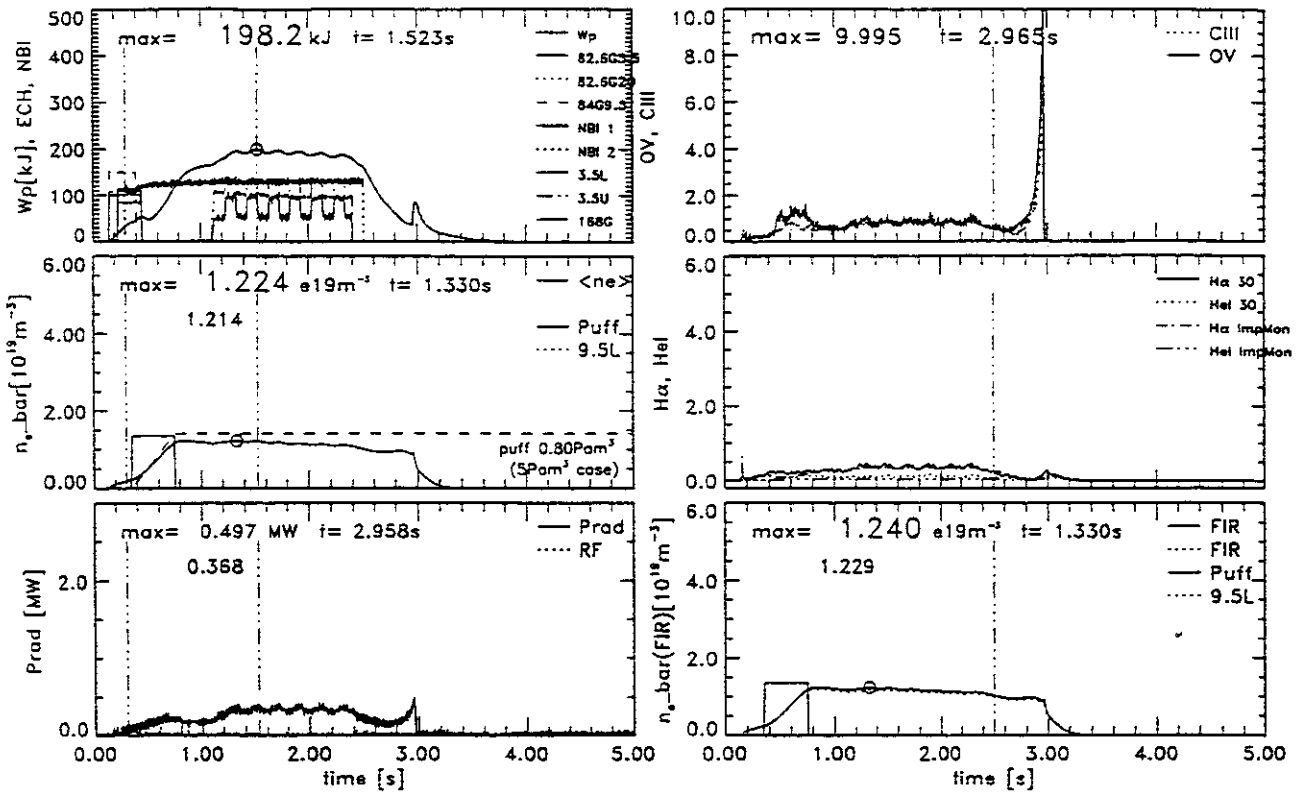 max= 198.2 kJ t= 1.523s
Wp
82.6G3.5
82.6G20
84G9.5
NBI 1
NBI 2
3.5L
3.5U
168G
Wp[kJ], ECH, NBI
500
400
300
200
100
0
max= 9.995 t= 2.965s
CIII
OV
OV, CIII
10.0
8.0
6.0
4.0
2.0
0.0
max= 1.224 e19m⁻³ t= 1.330s
1.214
<ne>
Puff
9.5L
puff 0.80Pam³
(5Pam³ case)
nₑ_bar[10¹⁹m⁻³]
6.00
4.00
2.00
0.00
Hα 30
HeI 30
Hα ImpMon
HeI ImpMon
Hα, HeI
6.0
4.0
2.0
0.0
max= 0.497 MW t= 2.958s
0.368
Prad
RF
Prad [MW]
2.0
0.0
0.00 1.00 2.00 3.00 4.00 5.00
time [s]
max= 1.240 e19m⁻³ t= 1.330s
1.229
FIR
FIR
Puff
9.5L
nₑ_bar(FIR)[10¹⁹m⁻³]
6.0
4.0
2.0
0.0
0.00 1.00 2.00 3.00 4.00 5.00
time [s]